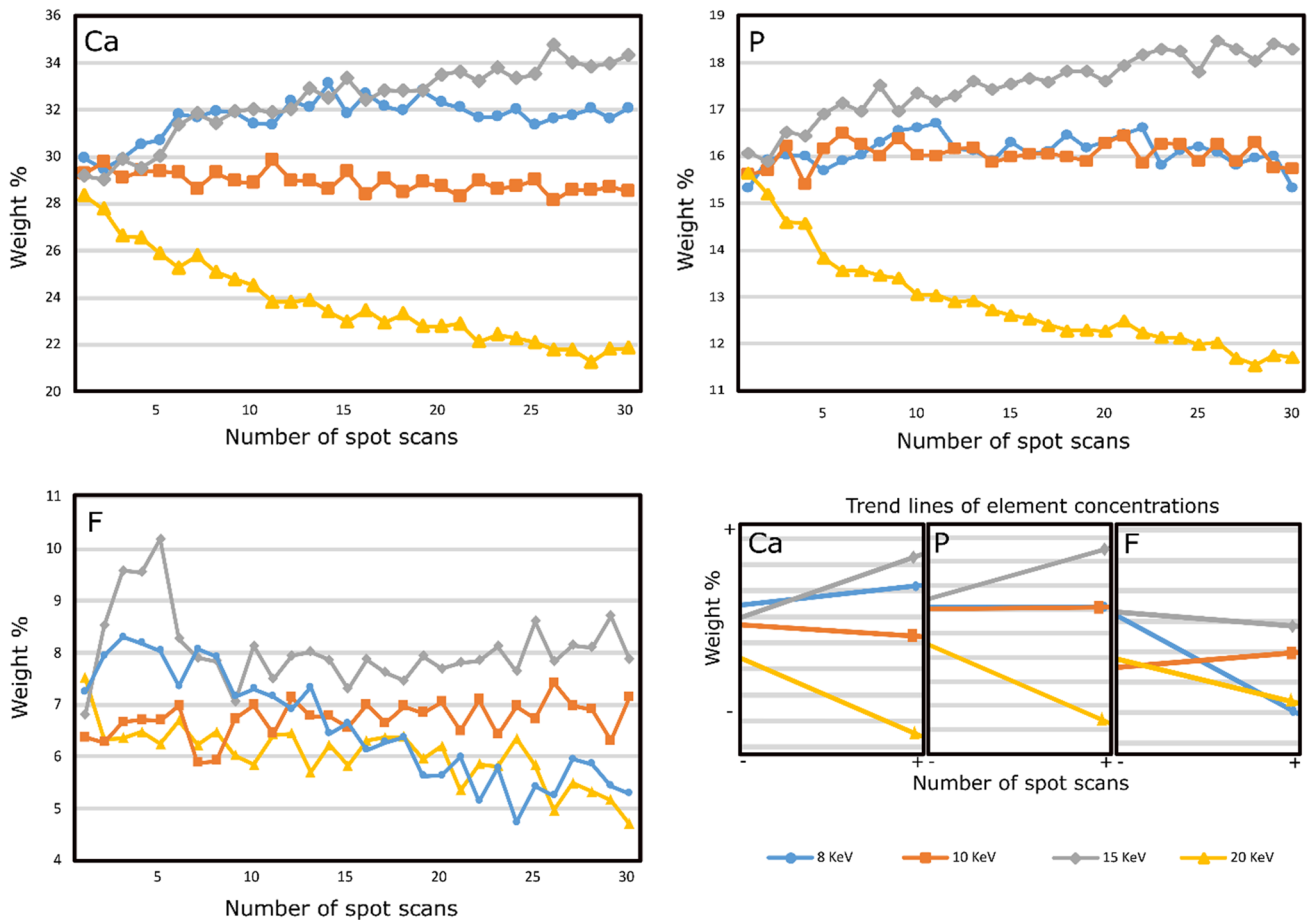 Ca
Weight %
36
34
32
30
28
26
24
22
20
5 10 15 20 25 30
Number of spot scans
P
Weight %
19
18
17
16
15
14
13
12
11
5 10 15 20 25 30
Number of spot scans
F
Weight %
11
10
9
8
7
6
5
4
5 10 15 20 25 30
Number of spot scans
Trend lines of element concentrations
Ca P F
+
Weight %
-
- + - + - +
Number of spot scans
8 KeV 10 KeV 15 KeV 20 KeV